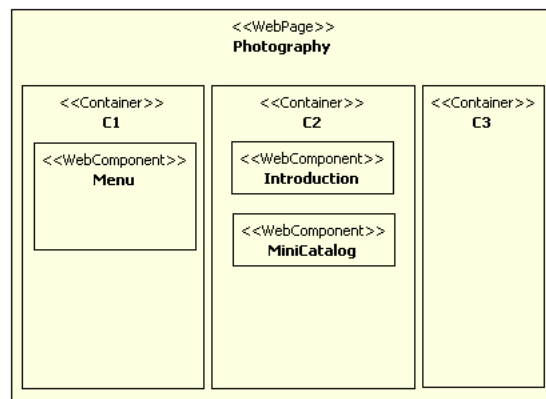 <<WebPage>>
Photography
<<Container>>
C1
<<WebComponent>>
Menu
<<Container>>
C2
<<WebComponent>>
Introduction
<<WebComponent>>
MiniCatalog
<<Container>>
C3